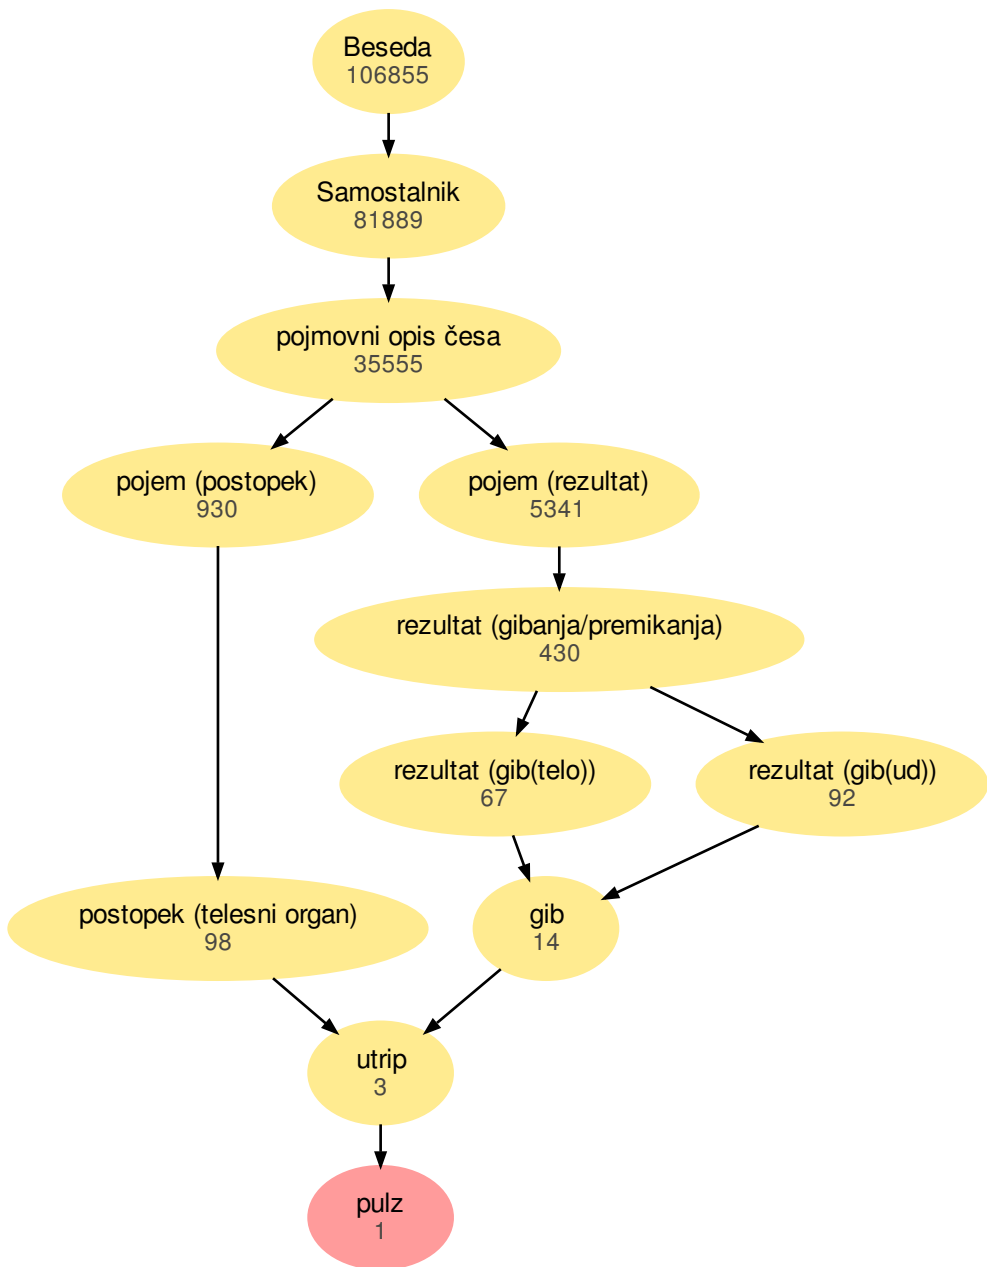 Beseda
106855
Samostalnik
81889
pojmovni opis česa
35555
pojem (postopek)
930
pojem (rezultat)
5341
rezultat (gibanja/premikanja)
430
rezultat (gib(telo))
67
rezultat (gib(ud))
92
postopek (telesni organ)
98
gib
14
utrip
3
pulz
1